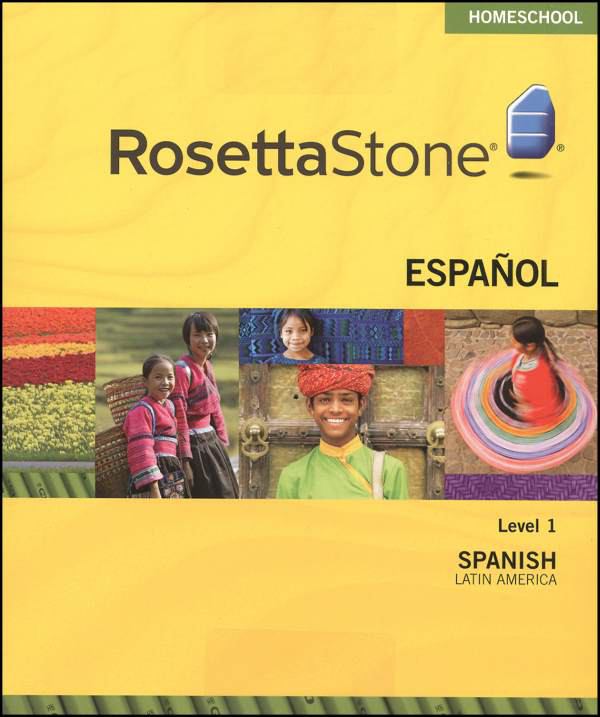 HOMESCHOOL
RosettaStone® ®
ESPAÑOL
Level 1
SPANISH
LATIN AMERICA